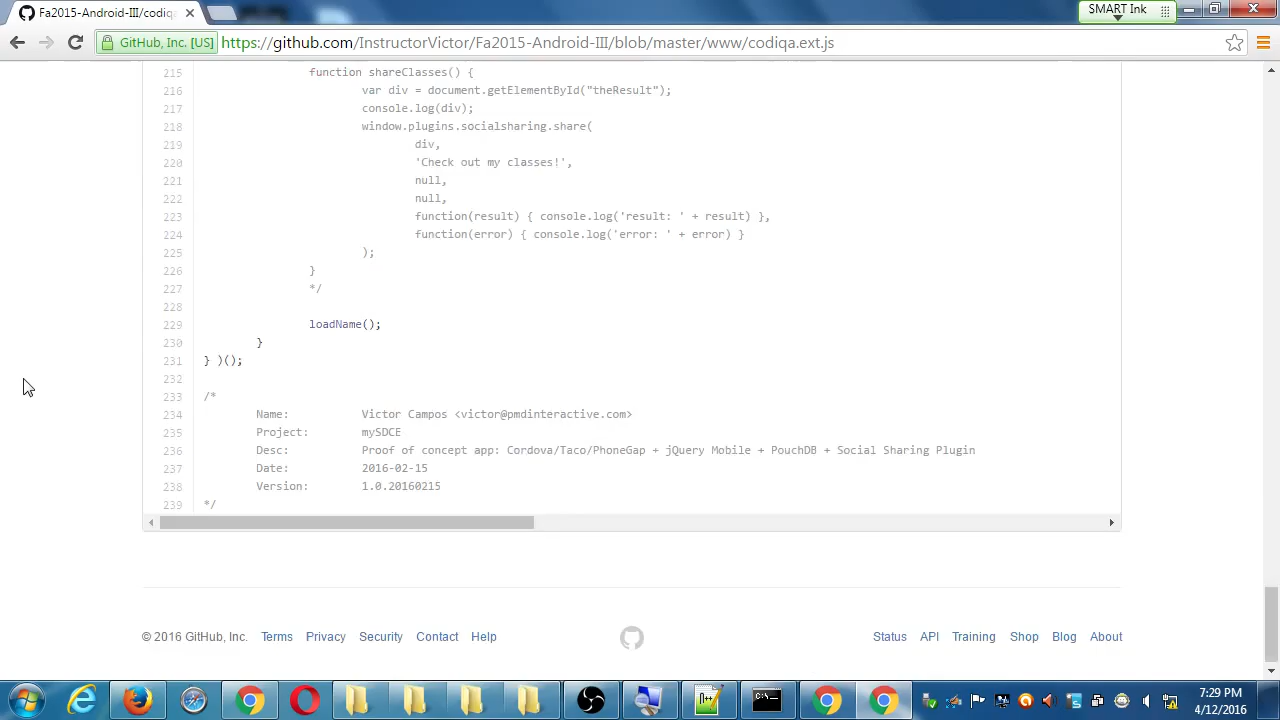 Fa2015-Android-III/codiqa
SMART Ink
GitHub, Inc. [US]
https://github.com/InstructorVictor/Fa2015-Android-III/blob/master/www/codiqa.ext.js
215 function shareClasses() {
216 var div = document.getElementById("theResult");
217 console.log(div);
218 window.plugins.socialsharing.share(
219 div,
220 'Check out my classes!',
221 null,
222 null,
223 function(result) { console.log('result: ' + result) },
224 function(error) { console.log('error: ' + error) }
225 );
226 }
227 */
228
229 loadName();
230 }
231 } )();
232
233 /*
234 Name: Victor Campos <victor@pmdinteractive.com>
235 Project: mySDCE
236 Desc: Proof of concept app: Cordova/Taco/PhoneGap + jQuery Mobile + PouchDB + Social Sharing Plugin
237 Date: 2016-02-15
238 Version: 1.0.20160215
239 */
© 2016 GitHub, Inc. Terms Privacy Security Contact Help
Status API Training Shop Blog About
7:29 PM
4/12/2016